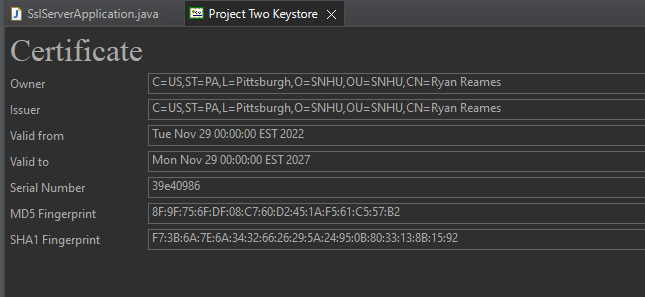 SslServerApplication.java
Project Two Keystore
Certificate
Owner C=US,ST=PA,L=Pittsburgh,O=SNHU,OU=SNHU,CN=Ryan Reames
Issuer C=US,ST=PA,L=Pittsburgh,O=SNHU,OU=SNHU,CN=Ryan Reames
Valid from Tue Nov 29 00:00:00 EST 2022
Valid to Mon Nov 29 00:00:00 EST 2027
Serial Number 39e40986
MD5 Fingerprint 8F:9F:75:6F:DF:08:C7:60:D2:45:1A:F5:61:C5:57:B2
SHA1 Fingerprint F7:3B:6A:7E:6A:34:32:66:26:29:5A:24:95:0B:80:33:13:8B:15:92